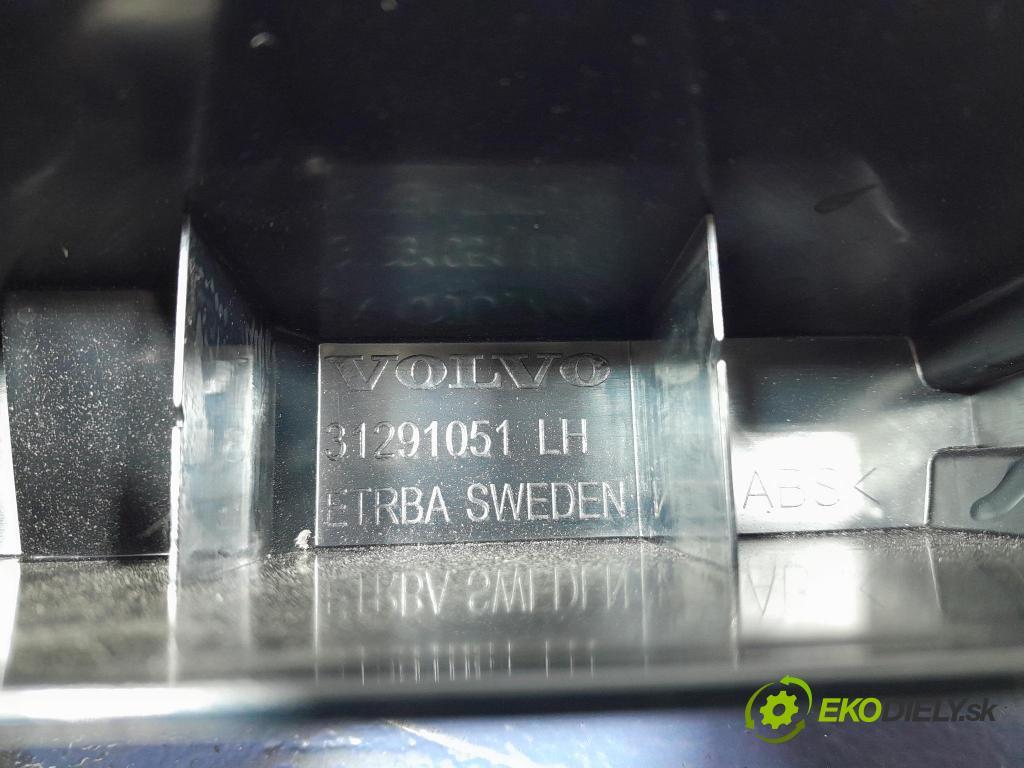 VOLVO
31291051 LH
ETRBA SWEDEN
ABS<
EKODIELY.sk